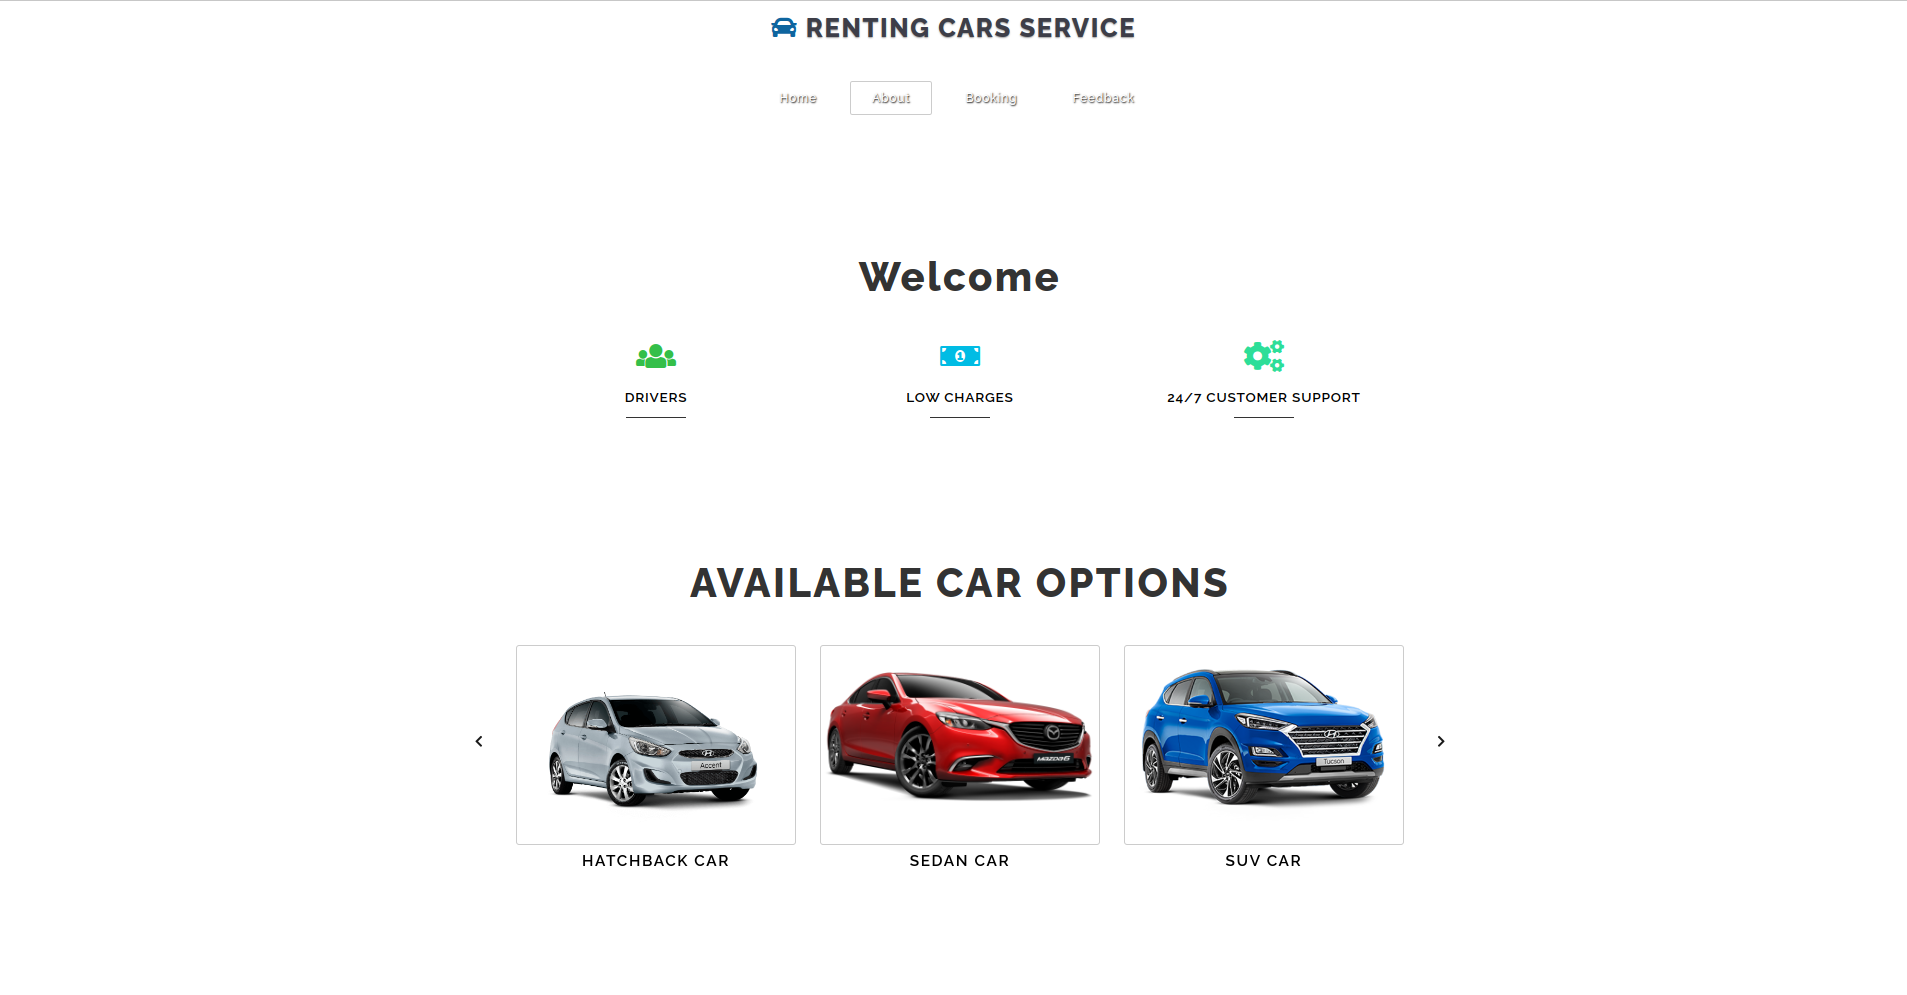 RENTING CARS SERVICE
Home About Booking Feedback
Welcome
DRIVERS LOW CHARGES 24/7 CUSTOMER SUPPORT
AVAILABLE CAR OPTIONS
Accent
MAZDA6
Tucson
HATCHBACK CAR SEDAN CAR SUV CAR